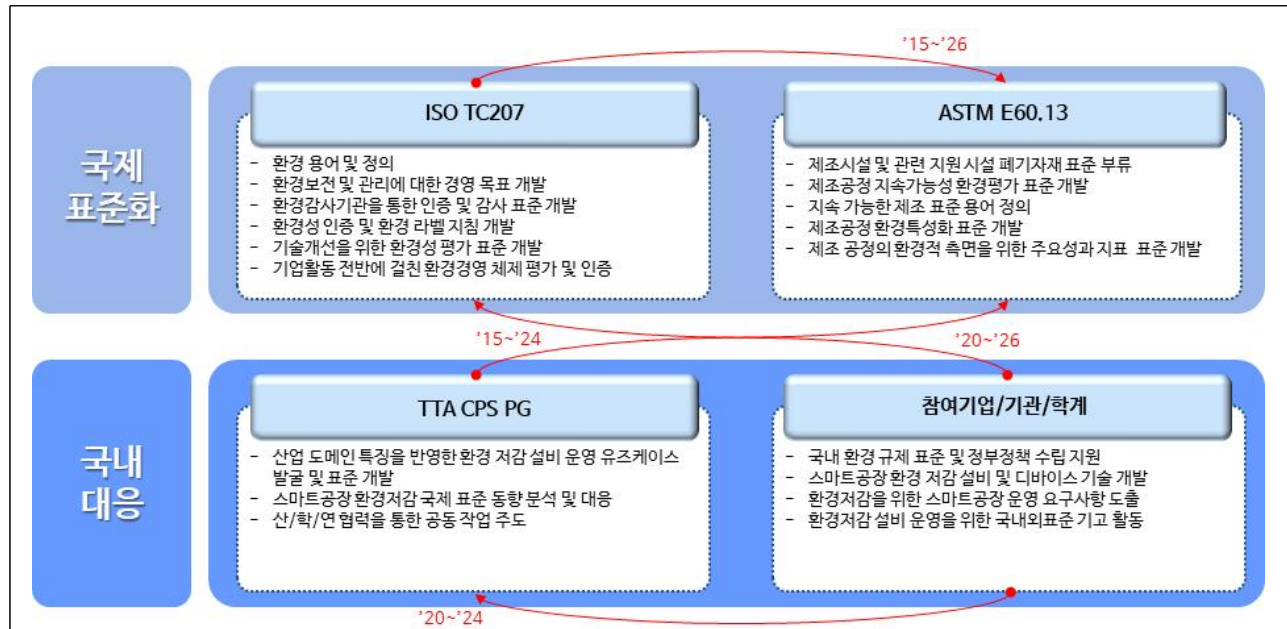 '15~'26
국제
표준화
ISO TC207
- 환경 용어 및 정의
- 환경보전 및 관리에 대한 경영 목표 개발
- 환경감사기관을 통한 인증 및 감사 표준 개발
- 환경성 인증 및 환경 라벨 지침 개발
- 기술개선을 위한 환경성 평가 표준 개발
- 기업활동 전반에 걸친 환경경영 체제 평가 및 인증
ASTM E60.13
- 제조시설 및 관련 지원 시설 폐기자재 표준 부류
- 제조공정 지속가능성 환경평가 표준 개발
- 지속 가능한 제조 표준 용어 정의
- 제조공정 환경특성화 표준 개발
- 제조 공정의 환경적 측면을 위한 주요성과 지표 표준 개발
'15~'24
'20~'26
국내
대응
TTA CPS PG
- 산업 도메인 특징을 반영한 환경 저감 설비 운영 유즈케이스
발굴 및 표준 개발
- 스마트공장 환경저감 국제 표준 동향 분석 및 대응
- 산/학/연 협력을 통한 공동 작업 주도
참여기업/기관/학계
- 국내 환경 규제 표준 및 정부정책 수립 지원
- 스마트공장 환경 저감 설비 및 디바이스 기술 개발
- 환경저감을 위한 스마트공장 운영 요구사항 도출
- 환경저감 설비 운영을 위한 국내외표준 기고 활동
'20~'24